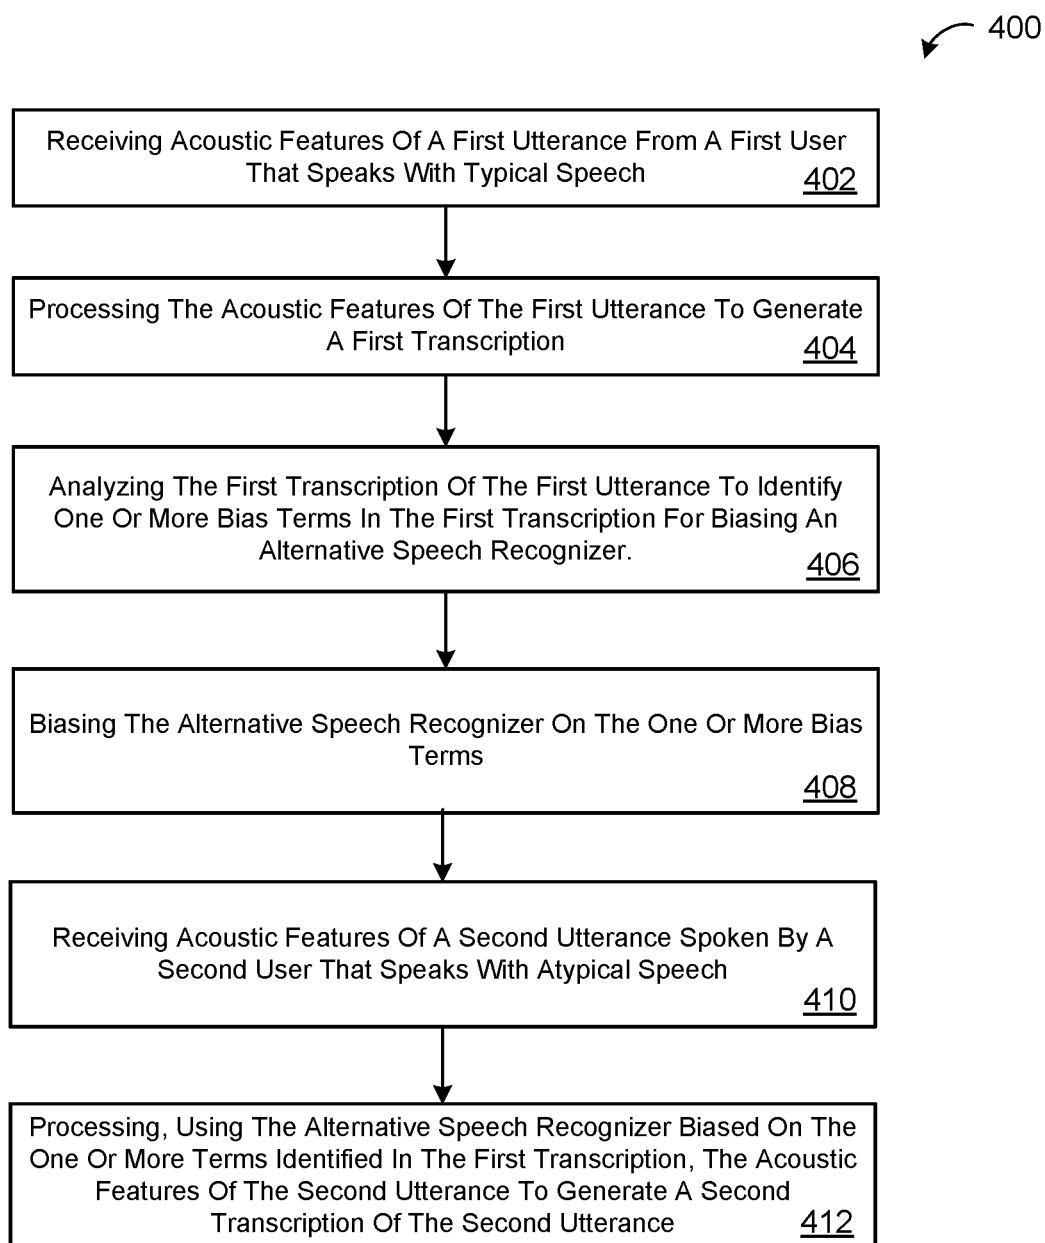 400
Receiving Acoustic Features Of A First Utterance From A First User
That Speaks With Typical Speech
402
Processing The Acoustic Features Of The First Utterance To Generate
A First Transcription
404
Analyzing The First Transcription Of The First Utterance To Identify
One Or More Bias Terms In The First Transcription For Biasing An
Alternative Speech Recognizer.
406
Biasing The Alternative Speech Recognizer On The One Or More Bias
Terms
408
Receiving Acoustic Features Of A Second Utterance Spoken By A
Second User That Speaks With Atypical Speech
410
Processing, Using The Alternative Speech Recognizer Biased On The
One Or More Terms Identified In The First Transcription, The Acoustic
Features Of The Second Utterance To Generate A Second
Transcription Of The Second Utterance
412